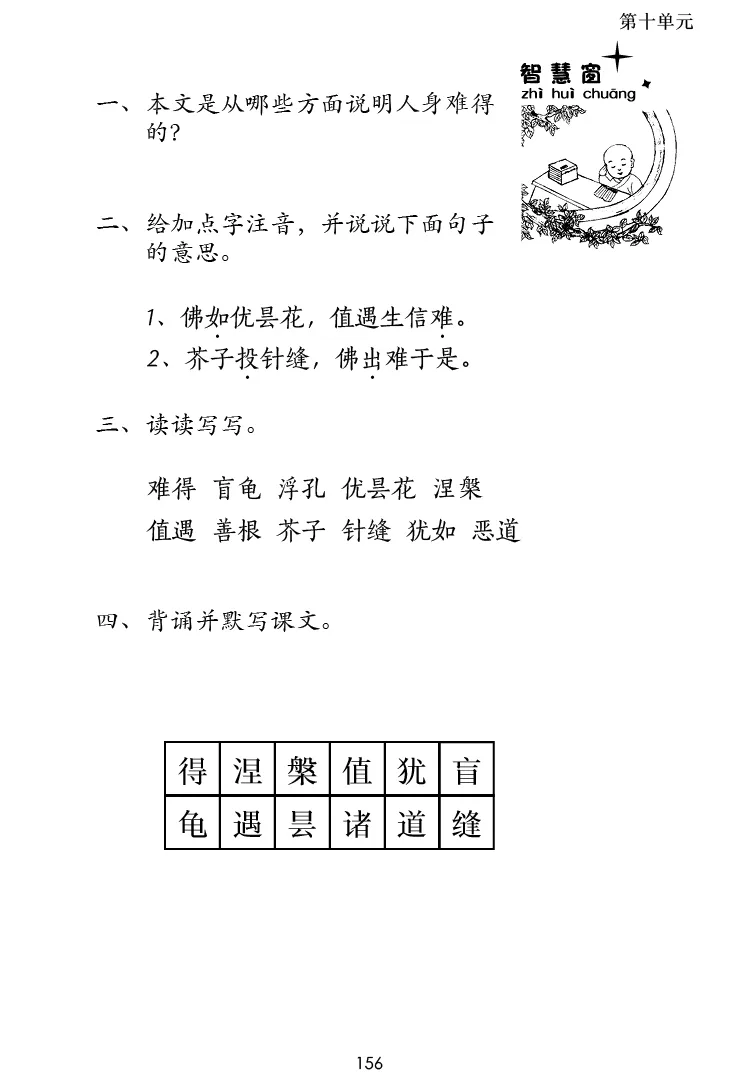 第十单元
智慧窗
zhì huì chuāng
一、本文是从哪些方面说明人身难得
的？
二、给加点字注音，并说说下面句子
的意思。
1、佛如优昙花，值遇生信难。
2、芥子投针缝，佛出难于是。
三、读读写写。
难得 盲龟 浮孔 优昙花 涅槃
值遇 善根 芥子 针缝 犹如 恶道
四、背诵并默写课文。
得 涅 槃 值 犹 盲
龟 遇 昙 诸 道 缝
156